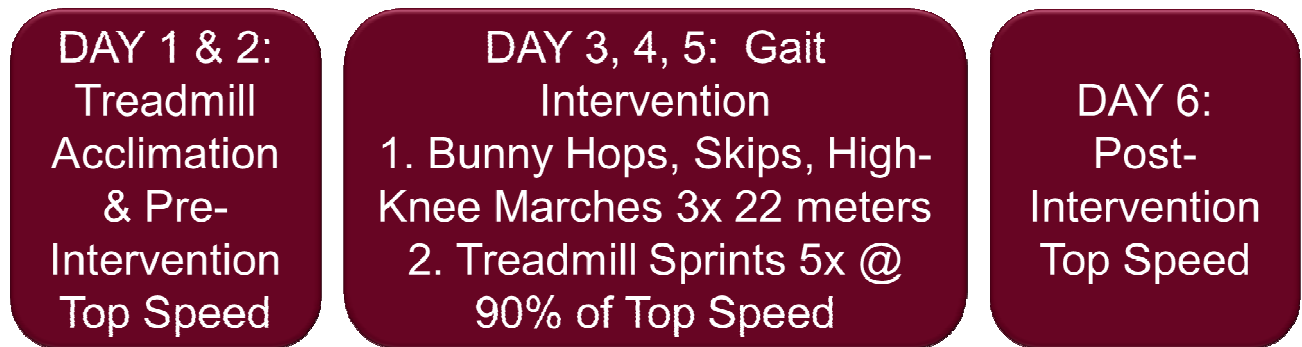 DAY 1 & 2:
Treadmill
Acclimation
& Pre-
Intervention
Top Speed
DAY 3, 4, 5:  Gait
Intervention
1. Bunny Hops, Skips, High-
Knee Marches 3x 22 meters
2. Treadmill Sprints 5x @
90% of Top Speed
DAY 6:
Post-
Intervention
Top Speed